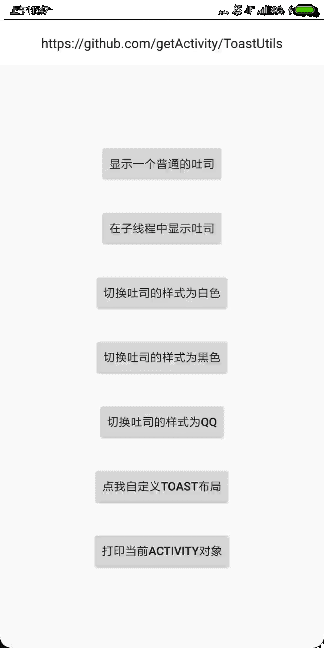 https://github.com/getActivity/ToastUtils
显示一个普通的吐司
在子线程中显示吐司
切换吐司的样式为白色
切换吐司的样式为黑色
切换吐司的样式为QQ
点我自定义TOAST布局
打印当前ACTIVITY对象